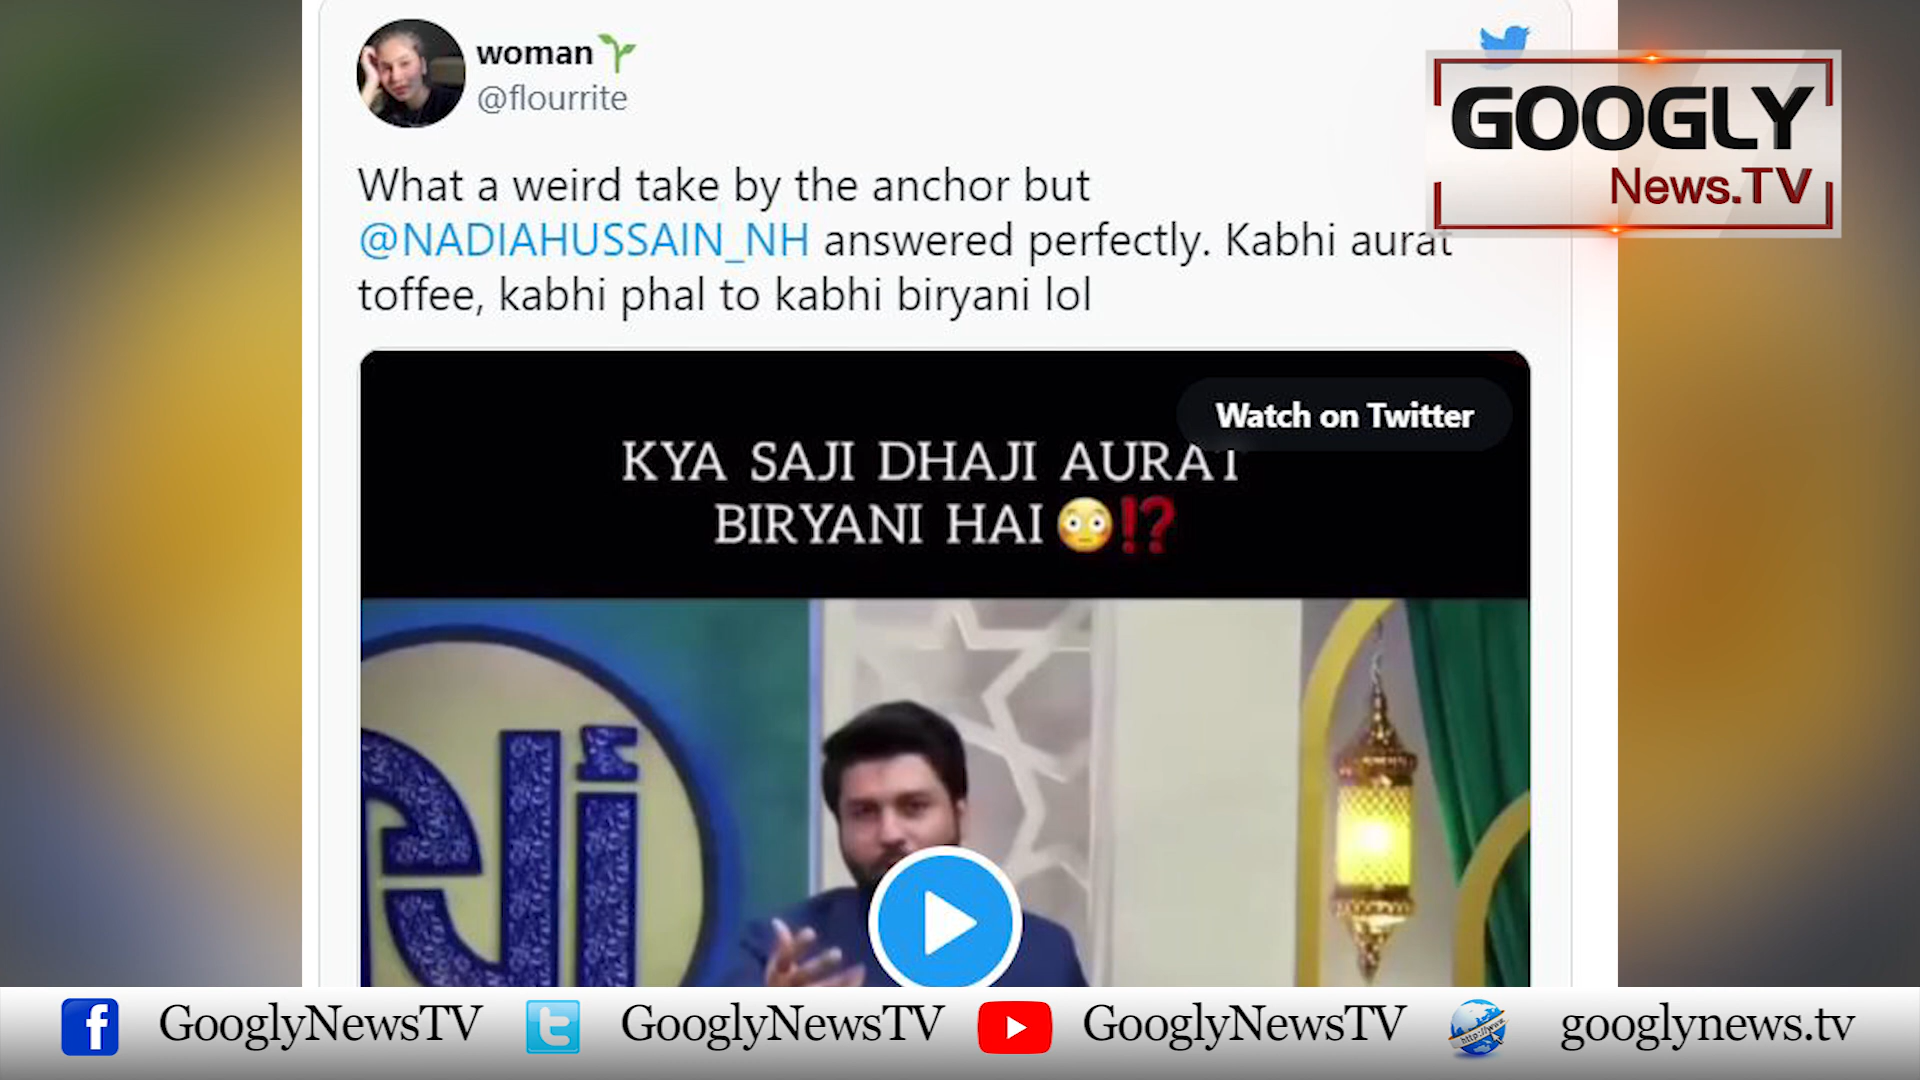 woman
@flourrite
GOOGLY
News.TV
What a weird take by the anchor but
@NADIAHUSSAIN_NH answered perfectly. Kabhi aurat
toffee, kabhi phal to kabhi biryani lol
Watch on Twitter
KYA SAJI DHAJI AURAT
BIRYANI HAI 😳⁉️
GooglyNewsTV
GooglyNewsTV
GooglyNewsTV
googlynews.tv